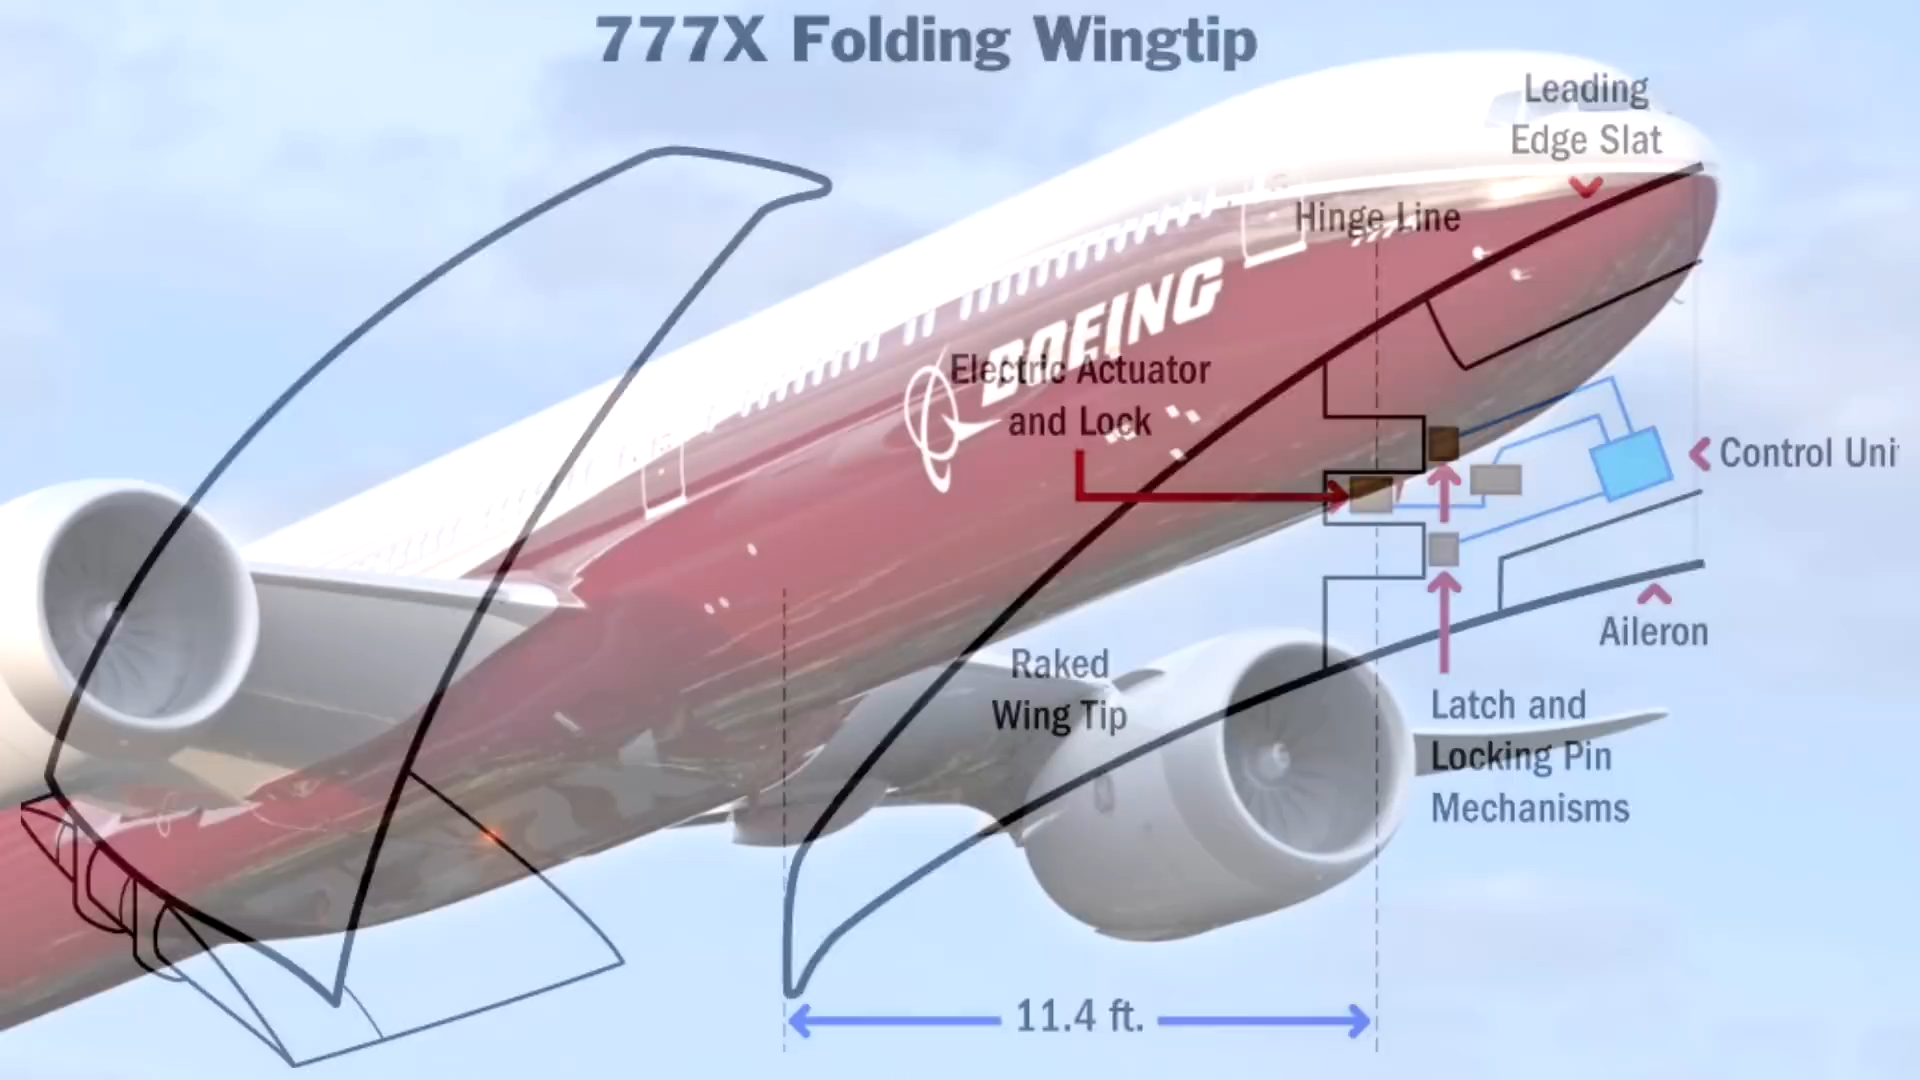 777X Folding Wingtip
Leading
Edge Slat
Hinge Line
BOEING
Electric Actuator
and Lock
Control Uni
Aileron
Raked
Wing Tip
Latch and
Locking Pin
Mechanisms
11.4 ft.